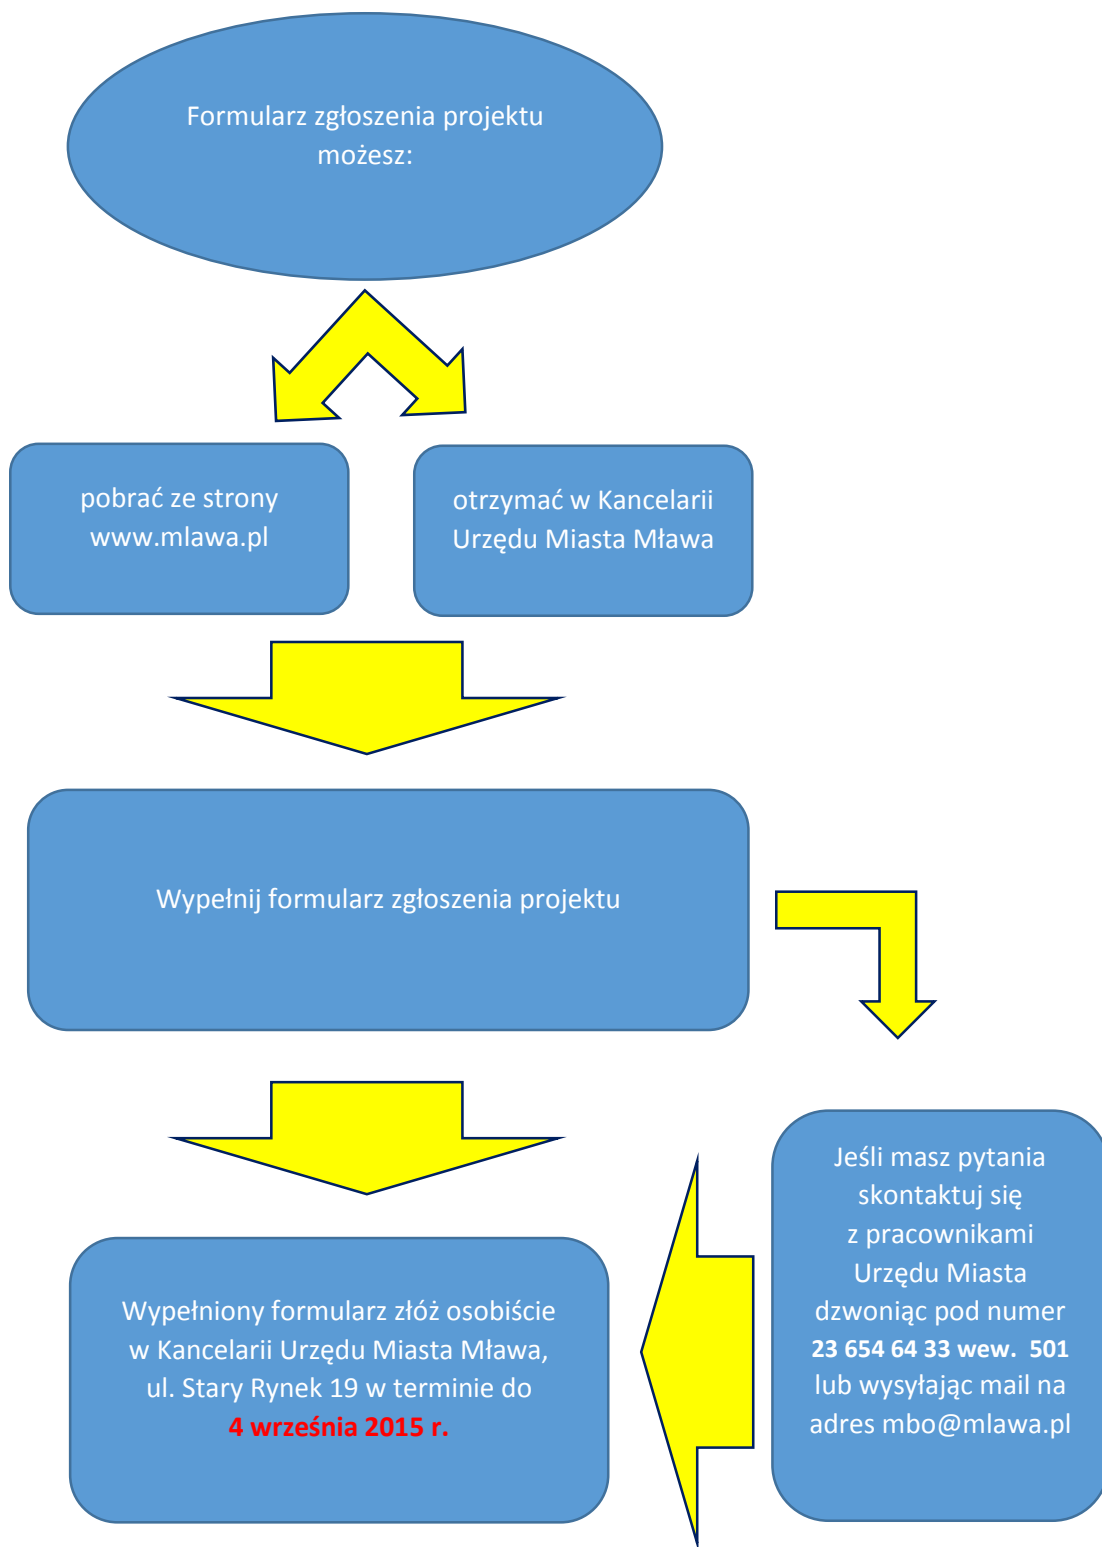 Formularz zgłoszenia projektu
możesz:
pobrać ze strony
www.mlawa.pl
otrzymać w Kancelarii
Urzędu Miasta Mława
Wypełnij formularz zgłoszenia projektu
Wypełniony formularz złóż osobiście
w Kancelarii Urzędu Miasta Mława,
ul. Stary Rynek 19 w terminie do
4 września 2015 r.
Jeśli masz pytania
skontaktuj się
z pracownikami
Urzędu Miasta
dzwoniąc pod numer
23 654 64 33 wew. 501
lub wysyłając mail na
adres mbo@mlawa.pl